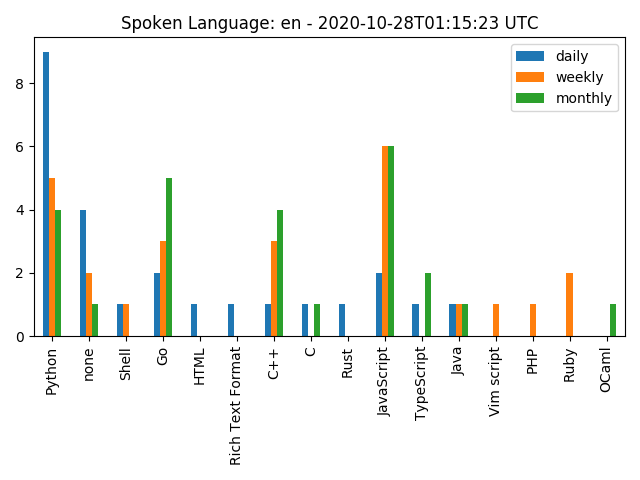 Spoken Language: en - 2020-10-28T01:15:23 UTC
daily
weekly
monthly
8
6
4
2
0
Python
none
Shell
Go
HTML
Rich Text Format
C++
C
Rust
JavaScript
TypeScript
Java
Vim script
PHP
Ruby
OCaml